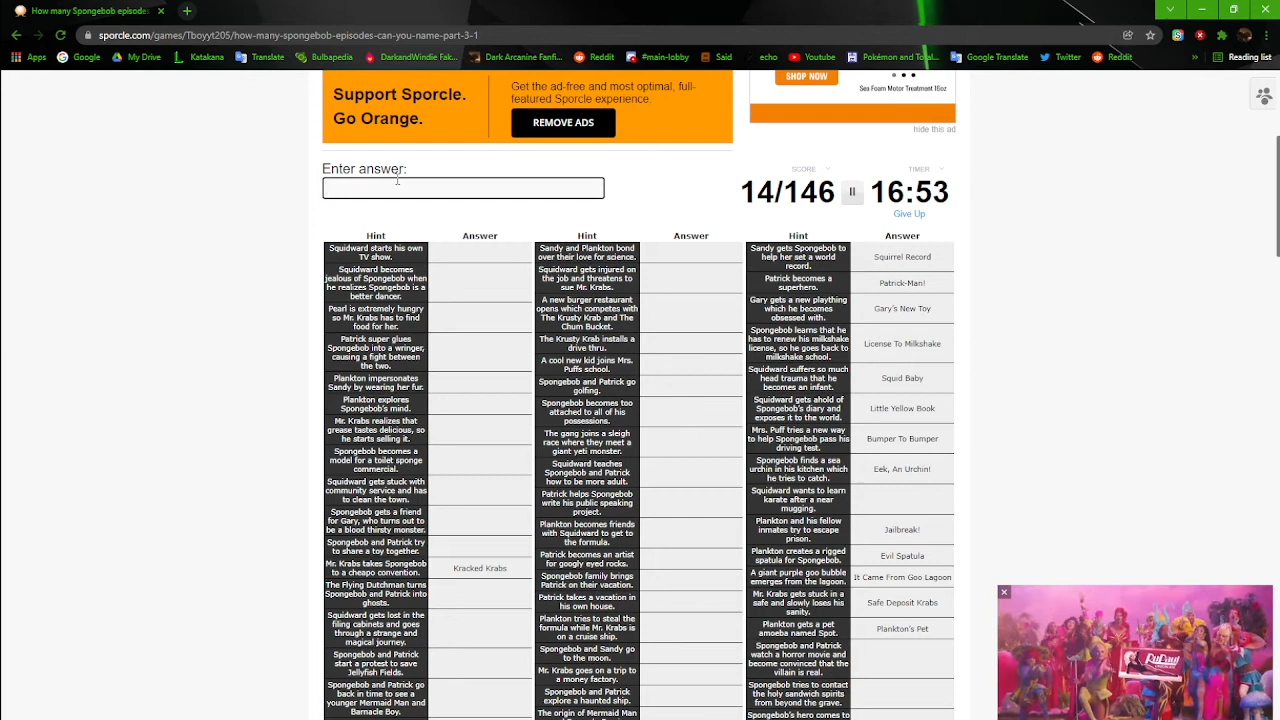 How many Spongebob episodes
sporcle.com/games/Tboyyt205/how-many-spongebob-episodes-can-you-name-part-3-1
Apps
Google
My Drive
Katakana
Translate
Bulbapedia
DarkandWindie Fak...
Dark Arcanine Fanfi...
Reddit
#main-lobby
Said
echo
Youtube
Pokémon and Total...
Google Translate
Twitter
Reddit
Reading list
Support Sporcle.
Go Orange.
Get the ad-free and most optimal, full-
featured Sporcle experience.
REMOVE ADS
SHOP NOW
Sea Foam Motor Treatment 16oz
hide this ad
Enter answer:
SCORE
TIMER
14/146
16:53
Give Up
Hint Answer Hint Answer Hint Answer
Squidward starts his own
TV show.
Squidward becomes
jealous of Spongebob when
he realizes Spongebob is a
better dancer.
Pearl is extremely hungry
so Mr. Krabs has to find
food for her.
Patrick super glues
Spongebob into a wringer,
causing a fight between
the two.
Plankton impersonates
Sandy by wearing her fur.
Plankton explores
Spongebob's mind.
Mr. Krabs realizes that
grease tastes delicious, so
he starts selling it.
Spongebob becomes a
model for a toilet sponge
commercial.
Squidward gets stuck with
community service and has
to clean the town.
Spongebob gets a friend
for Gary, who turns out to
be a blood thirsty monster.
Spongebob and Patrick try
to share a toy together.
Mr. Krabs takes Spongebob
to a cheapo convention.
Kracked Krabs
The Flying Dutchman turns
Spongebob and Patrick into
ghosts.
Squidward gets lost in the
filing cabinets and goes
through a strange and
magical journey.
Spongebob and Patrick
start a protest to save
Jellyfish Fields.
Spongebob and Patrick go
back in time to see a
younger Mermaid Man and
Barnacle Boy.
Sandy and Plankton bond
over their love for science.
Squidward gets injured on
the job and threatens to
sue Mr. Krabs.
A new burger restaurant
opens which competes with
The Krusty Krab and The
Chum Bucket.
The Krusty Krab installs a
drive thru.
A cool new kid joins Mrs.
Puffs school.
Spongebob and Patrick go
golfing.
Spongebob becomes too
attached to all of his
possessions.
The gang joins a sleigh
race where they meet a
giant yeti monster.
Squidward teaches
Spongebob and Patrick
how to be more adult.
Patrick helps Spongebob
write his public speaking
project.
Plankton becomes friends
with Squidward to get to
the formula.
Patrick becomes an artist
for googly eyed rocks.
Spongebob family brings
Patrick on their vacation.
Patrick takes a vacation in
his own house.
Plankton tries to steal the
formula while Mr. Krabs is
on a cruise ship.
Spongebob and Sandy go
to the moon.
Mr. Krabs goes on a trip to
a money factory.
Spongebob and Patrick
explore a haunted ship.
The origin of Mermaid Man
Sandy gets Spongebob to
help her set a world
record.
Squirrel Record
Patrick becomes a
superhero.
Patrick-Man!
Gary gets a new plything
which he becomes
obsessed with.
Gary's New Toy
Spongebob learns that he
has to renew his milkshake
license, so he goes back to
milkshake school.
License To Milkshake
Squidward suffers so much
head trauma that he
becomes an infant.
Squid Baby
Squidward gets ahold of
Spongebob's diary and
exposes it to the world.
Little Yellow Book
Mrs. Puff tries a new way
to help Spongebob pass his
driving test.
Bumper To Bumper
Spongebob finds a sea
urchin in his kitchen which
he tries to catch.
Eek, An Urchin!
Squidward wants to learn
karate after a near
mugging.
Plankton and his fellow
inmates try to escape
prison.
Jailbreak!
Plankton creates a rigged
spatula for Spongebob.
Evil Spatula
A giant purple goo bubble
emerges from the lagoon.
It Came From Goo Lagoon
Mr. Krabs gets stuck in a
safe and slowly loses his
sanity.
Safe Deposit Krabs
Plankton gets a pet
amoeba named Spot.
Plankton's Pet
Spongebob and Patrick
watch a horror movie and
become convinced that the
villain is real.
Spongebob tries to contact
the holy sandwich spirits
from beyond the grave.
Spongebob's hero comes to
RuPaul